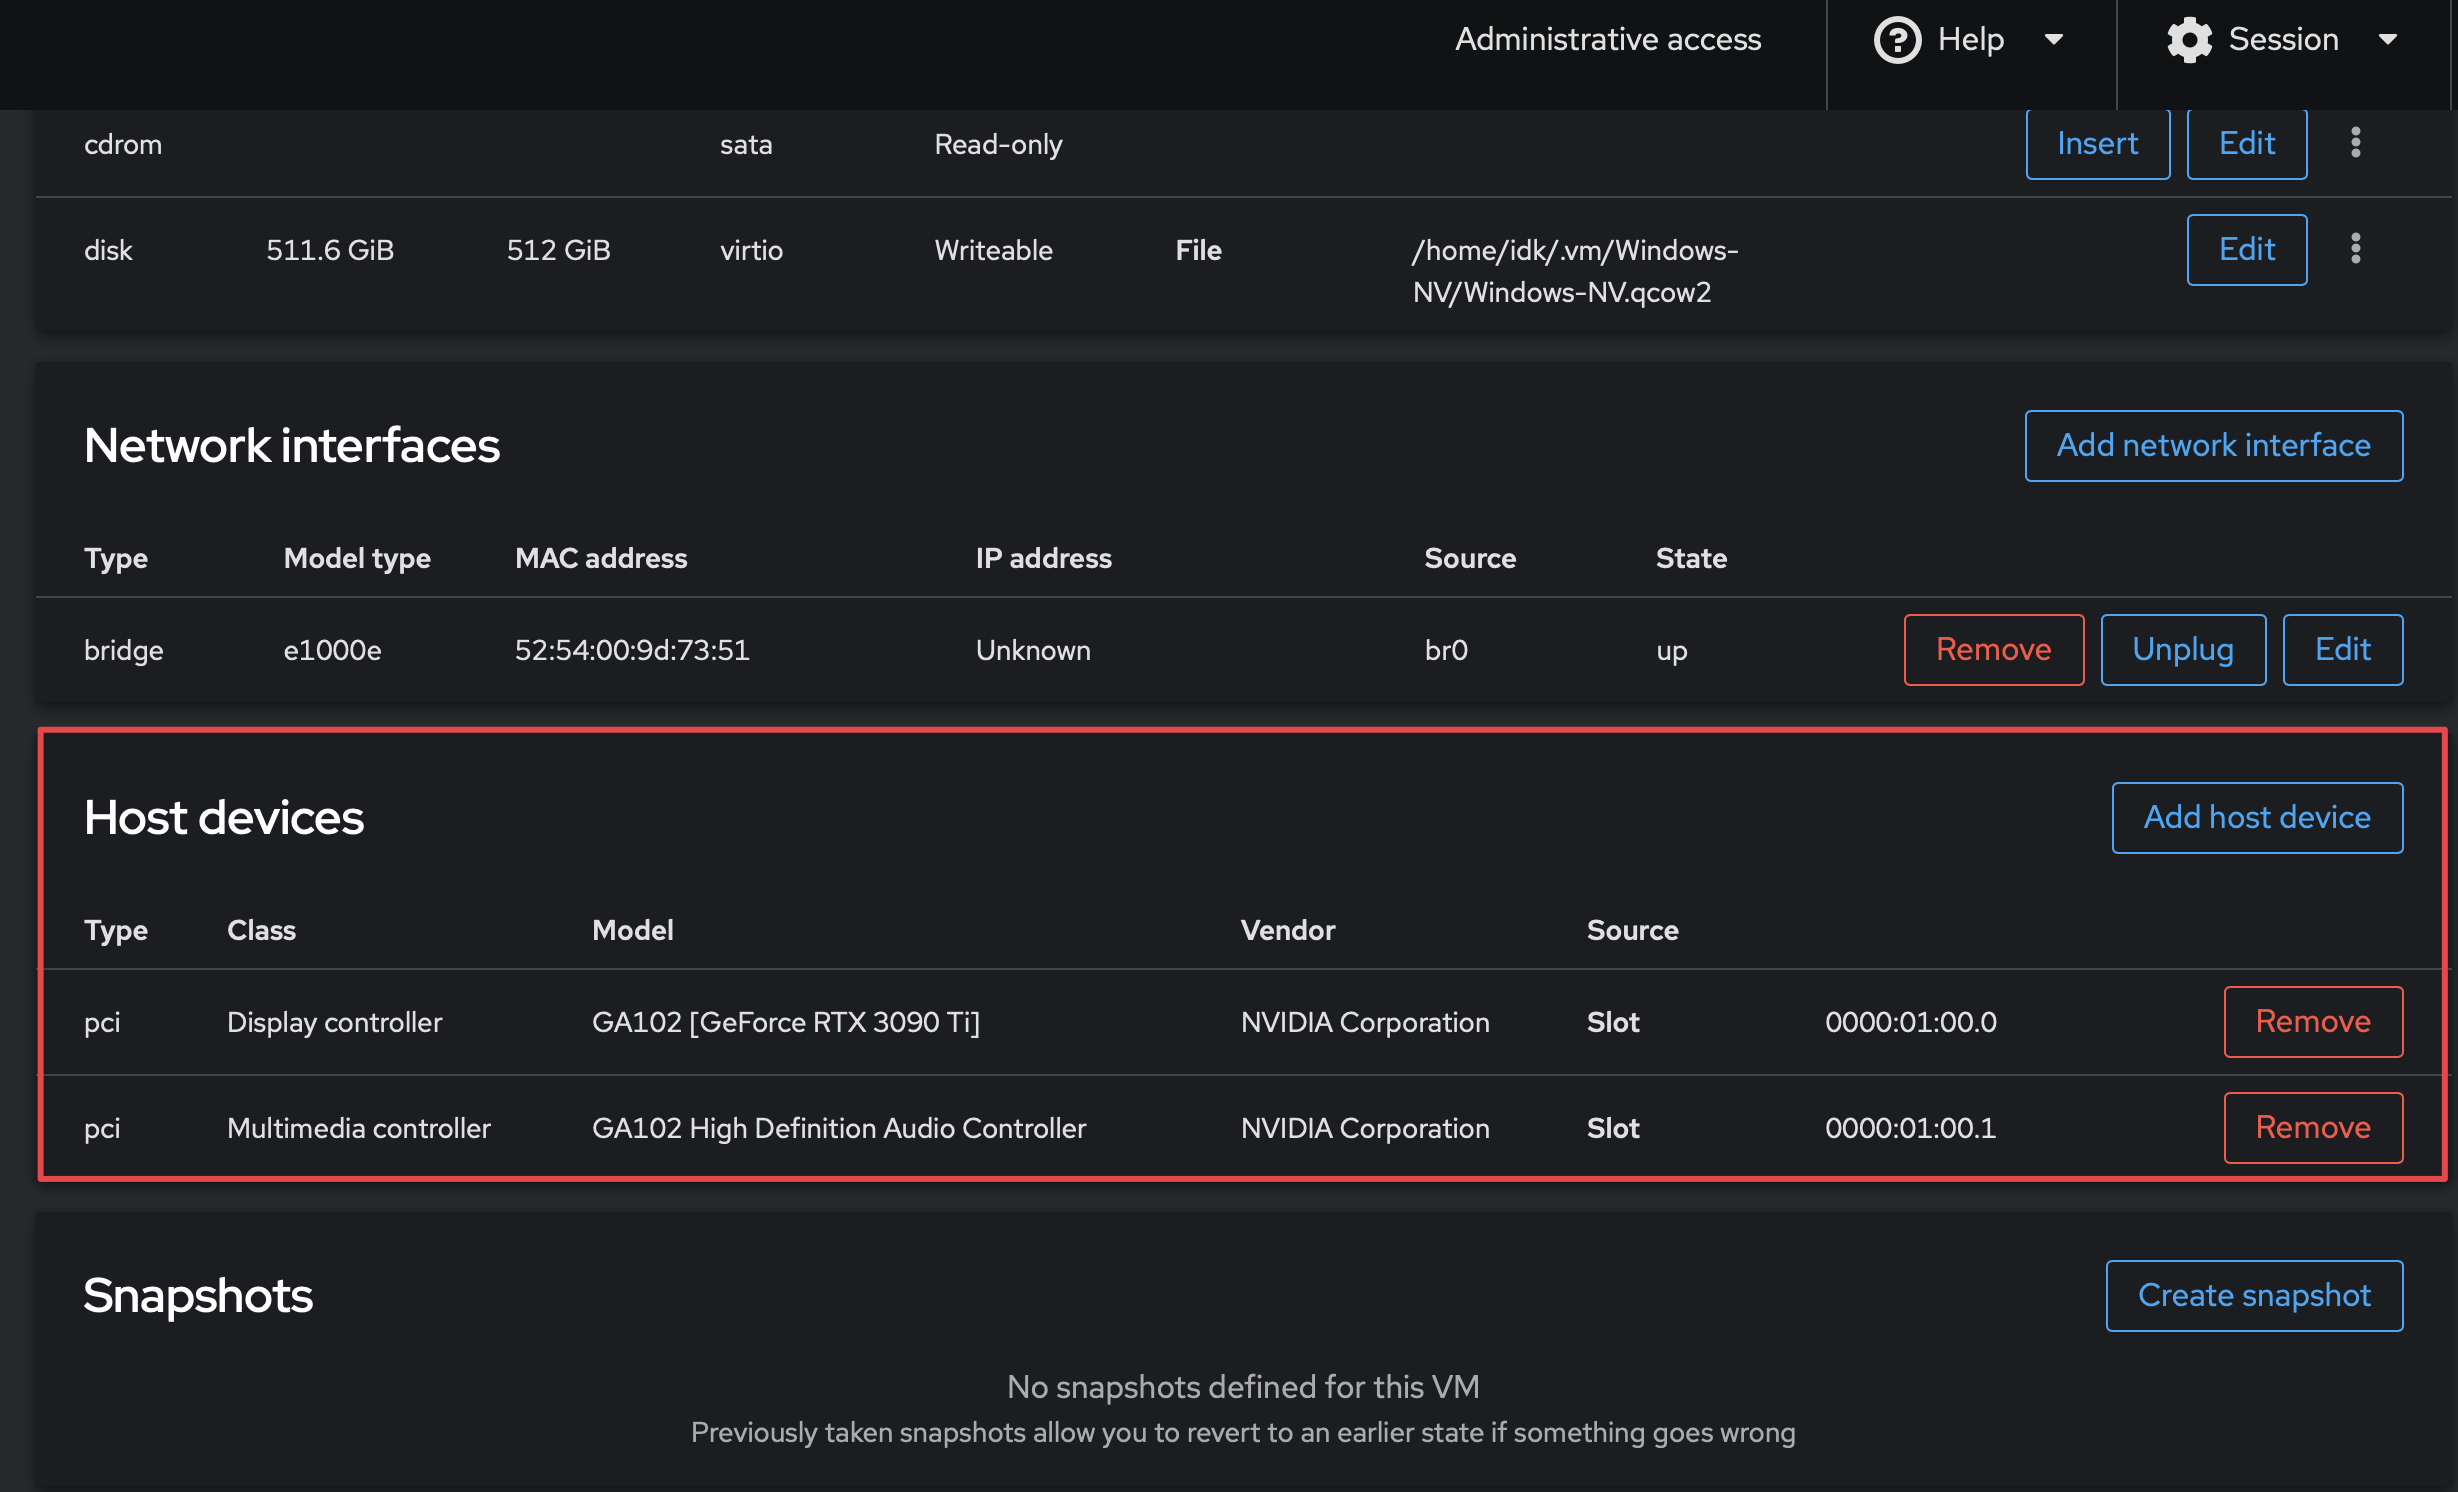 Administrative access Help Session
cdrom sata Read-only Insert Edit
disk 511.6 GiB 512 GiB virtio Writeable File /home/idk/.vm/Windows- Edit
NV/Windows-NV.qcow2
Network interfaces Add network interface
Type Model type MAC address IP address Source State
bridge e1000e 52:54:00:9d:73:51 Unknown br0 up Remove Unplug Edit
Host devices Add host device
Type Class Model Vendor Source
pci Display controller GA102 [GeForce RTX 3090 Ti] NVIDIA Corporation Slot 0000:01:00.0 Remove
pci Multimedia controller GA102 High Definition Audio Controller NVIDIA Corporation Slot 0000:01:00.1 Remove
Snapshots Create snapshot
No snapshots defined for this VM
Previously taken snapshots allow you to revert to an earlier state if something goes wrong